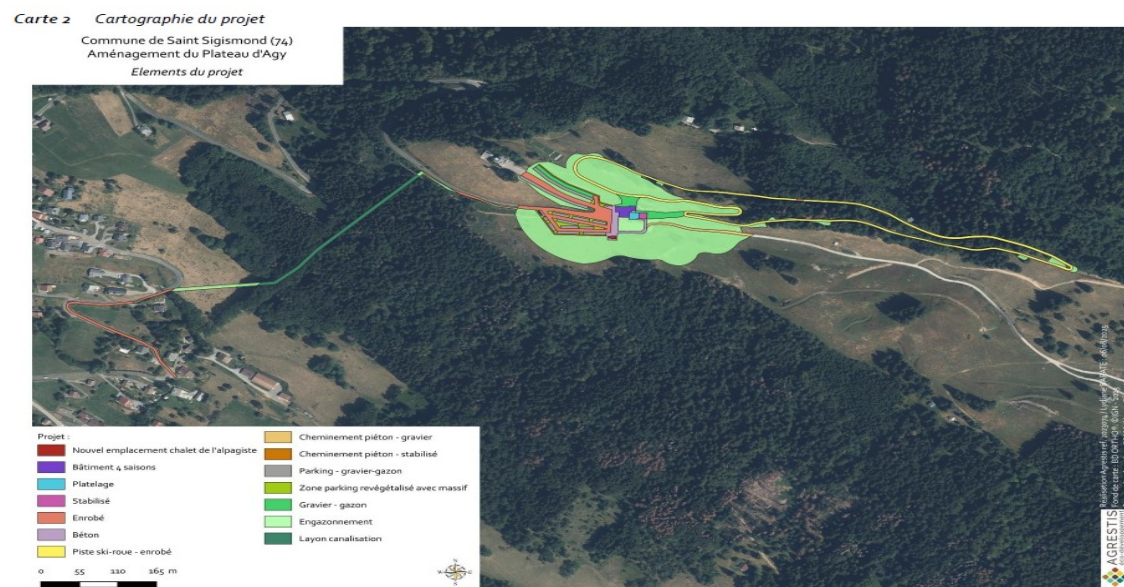 Carte 2 Cartographie du projet
Commune de Saint Sigismond (74)
Aménagement du Plateau d'Agy
Elements du projet
Projet :
Nouvel emplacement chalet de l'alpagiste
Bâtiment 4 saisons
Platelage
Stabilisé
Enrobé
Béton
Piste ski-roue - enrobé
Cheminement piéton - gravier
Cheminement piéton - stabilisé
Parking - gravier-gazon
Zone parking revégétalisé avec massif
Gravier - gazon
Engazonnement
Layon canalisation
0 55 110 165 m
AGRESTIS
éco-développement